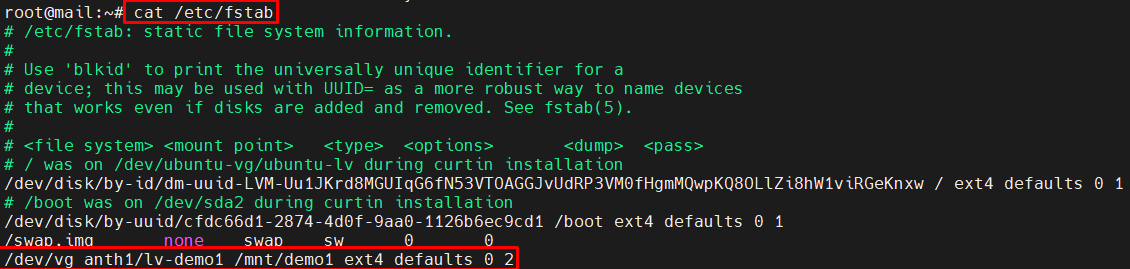 root@mail:~# cat /etc/fstab
# /etc/fstab: static file system information.
#
# Use 'blkid' to print the universally unique identifier for a
# device; this may be used with UUID= as a more robust way to name devices
# that works even if disks are added and removed. See fstab(5).
#
# <file system> <mount point>   <type>  <options>       <dump>  <pass>
# / was on /dev/ubuntu-vg/ubuntu-lv during curtin installation
/dev/disk/by-id/dm-uuid-LVM-Uu1JKrd8MGUIqG6fN53VTOAGGJvUdRP3VM0fHgmMQwpKQ8OLlZi8hW1viRGeKnxw / ext4 defaults 0 1
# /boot was on /dev/sda2 during curtin installation
/dev/disk/by-uuid/cfdc66d1-2874-4d0f-9aa0-1126b6ec9cd1 /boot ext4 defaults 0 1
/swap.img       none    swap    sw      0       0
/dev/vg_anth1/lv-demo1 /mnt/demo1 ext4 defaults 0 2